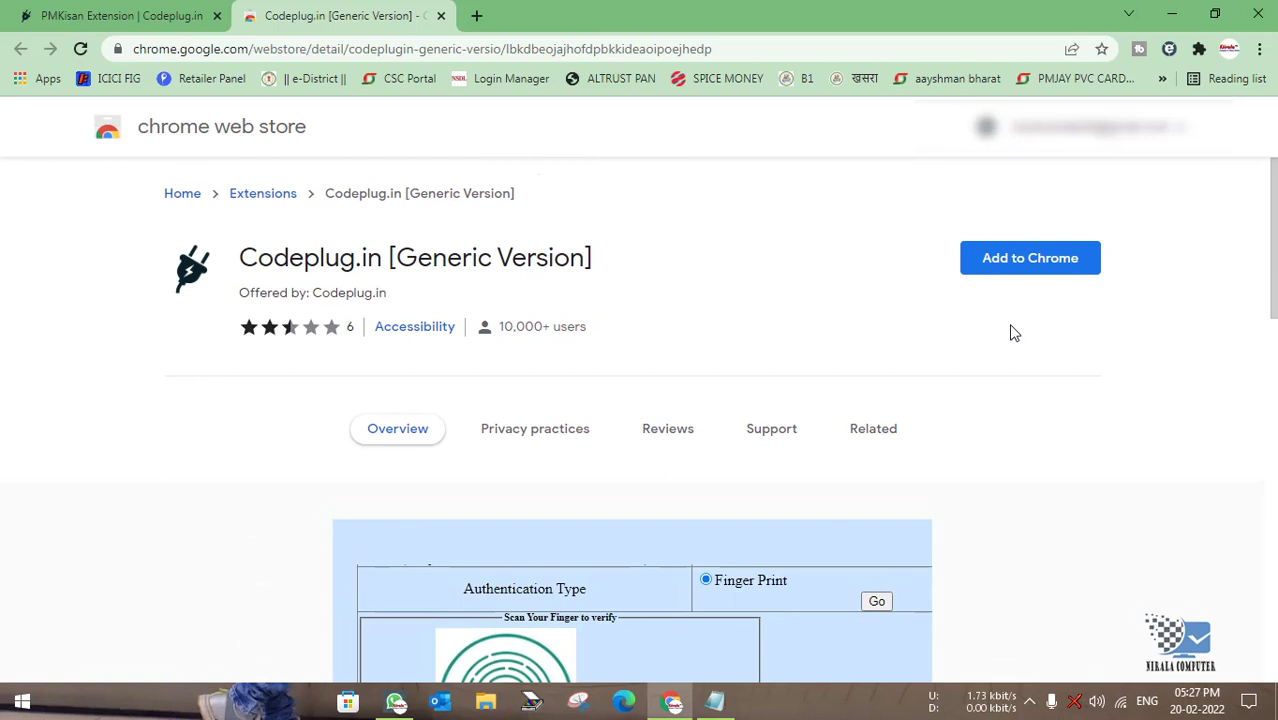 PMKisan Extension | Codeplug.in
Codeplug.in [Generic Version] - C
chrome.google.com/webstore/detail/codeplugin-generic-versio/lbkdbeojajhofdpbkkideaoipoejhedp
Apps ICICI FIG Retailer Panel || e-District || CSC Portal Login Manager ALTRUST PAN SPICE MONEY B1 खसरा aayshman bharat PMJAY PVC CARD... » Reading list
chrome web store
Home > Extensions > Codeplug.in [Generic Version]
Codeplug.in [Generic Version]
Add to Chrome
Offered by: Codeplug.in
6 Accessibility 10,000+ users
Overview Privacy practices Reviews Support Related
Authentication Type
Finger Print
Go
Scan Your Finger to verify
NIRALA COMPUTER
U: 1.73 kbit/s
D: 0.00 kbit/s
ENG
05:27 PM
20-02-2022